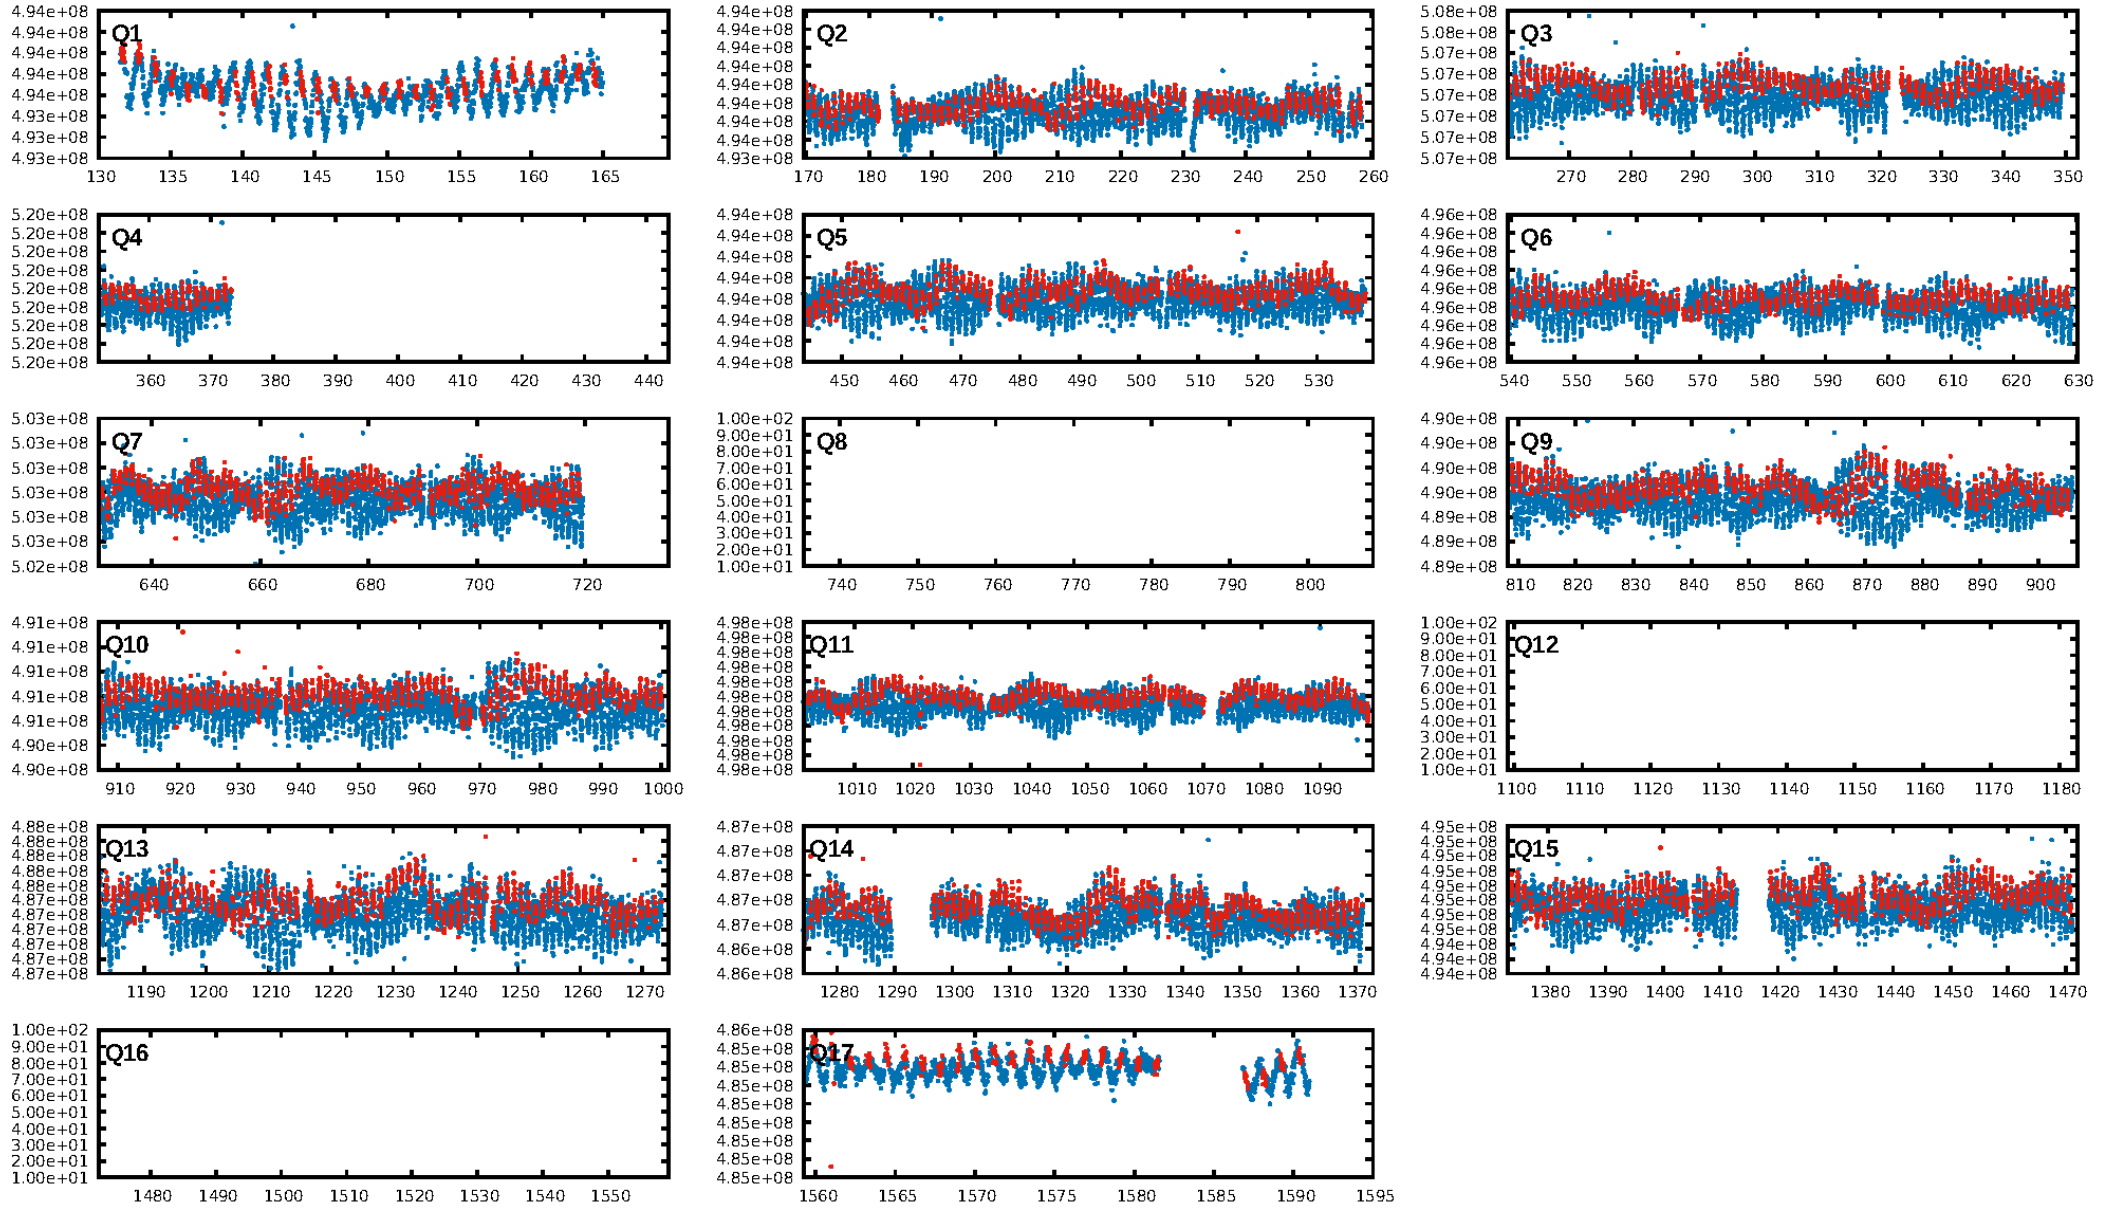 Q1
4.94e+08
4.94e+08
4.94e+08
4.94e+08
4.94e+08
4.93e+08
4.93e+08
4.93e+08
130 135 140 145 150 155 160 165
Q2
4.94e+08
4.94e+08
4.94e+08
4.94e+08
4.94e+08
4.94e+08
4.94e+08
4.94e+08
4.93e+08
170 180 190 200 210 220 230 240 250 260
Q3
5.08e+08
5.08e+08
5.07e+08
5.07e+08
5.07e+08
5.07e+08
5.07e+08
5.07e+08
270 280 290 300 310 320 330 340 350
Q4
5.20e+08
5.20e+08
5.20e+08
5.20e+08
5.20e+08
5.20e+08
5.20e+08
5.20e+08
5.20e+08
360 370 380 390 400 410 420 430 440
Q5
4.94e+08
4.94e+08
4.94e+08
4.94e+08
4.94e+08
4.94e+08
4.94e+08
4.94e+08
450 460 470 480 490 500 510 520 530
Q6
4.96e+08
4.96e+08
4.96e+08
4.96e+08
4.96e+08
4.96e+08
4.96e+08
4.96e+08
4.96e+08
540 550 560 570 580 590 600 610 620 630
Q7
5.03e+08
5.03e+08
5.03e+08
5.03e+08
5.03e+08
5.03e+08
5.02e+08
640 660 680 700 720
Q8
1.00e+02
9.00e+01
8.00e+01
7.00e+01
6.00e+01
5.00e+01
4.00e+01
3.00e+01
2.00e+01
1.00e+01
740 750 760 770 780 790 800
Q9
4.90e+08
4.90e+08
4.90e+08
4.90e+08
4.89e+08
4.89e+08
4.89e+08
810 820 830 840 850 860 870 880 890 900
Q10
4.91e+08
4.91e+08
4.91e+08
4.91e+08
4.91e+08
4.90e+08
4.90e+08
910 920 930 940 950 960 970 980 990 1000
Q11
4.98e+08
4.98e+08
4.98e+08
4.98e+08
4.98e+08
4.98e+08
4.98e+08
4.98e+08
4.98e+08
4.98e+08
4.98e+08
1010 1020 1030 1040 1050 1060 1070 1080 1090
Q12
1.00e+02
9.00e+01
8.00e+01
7.00e+01
6.00e+01
5.00e+01
4.00e+01
3.00e+01
2.00e+01
1.00e+01
1100 1110 1120 1130 1140 1150 1160 1170 1180
Q13
4.88e+08
4.88e+08
4.88e+08
4.88e+08
4.88e+08
4.87e+08
4.87e+08
4.87e+08
4.87e+08
4.87e+08
4.87e+08
1190 1200 1210 1220 1230 1240 1250 1260 1270
Q14
4.87e+08
4.87e+08
4.87e+08
4.87e+08
4.87e+08
4.86e+08
4.86e+08
1280 1290 1300 1310 1320 1330 1340 1350 1360 1370
Q15
4.95e+08
4.95e+08
4.95e+08
4.95e+08
4.95e+08
4.95e+08
4.95e+08
4.95e+08
4.94e+08
4.94e+08
4.94e+08
1380 1390 1400 1410 1420 1430 1440 1450 1460 1470
Q16
1.00e+02
9.00e+01
8.00e+01
7.00e+01
6.00e+01
5.00e+01
4.00e+01
3.00e+01
2.00e+01
1.00e+01
1480 1490 1500 1510 1520 1530 1540 1550
Q17
4.86e+08
4.85e+08
4.85e+08
4.85e+08
4.85e+08
4.85e+08
4.85e+08
4.85e+08
4.85e+08
1560 1565 1570 1575 1580 1585 1590 1595